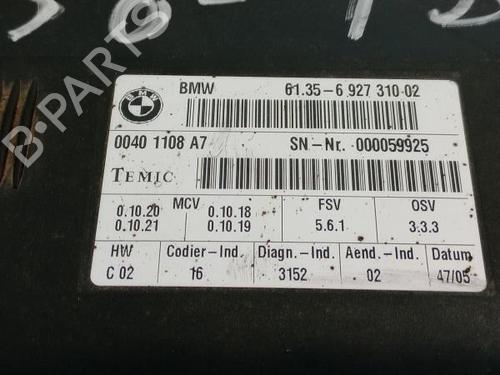 BMW
BMW 61.35-6 927 310-02
0040 1108 A7 SN-Nr. 000059925
TEMIC
MCV FSV OSV
0.10.20 0.10.18 5.6.1 3.3.3
0.10.21 0.10.19
HW Codier-Ind. Diagn.-Ind. Aend.-Ind. Datum
C 02 16 3152 02 47/05
B-PARTS